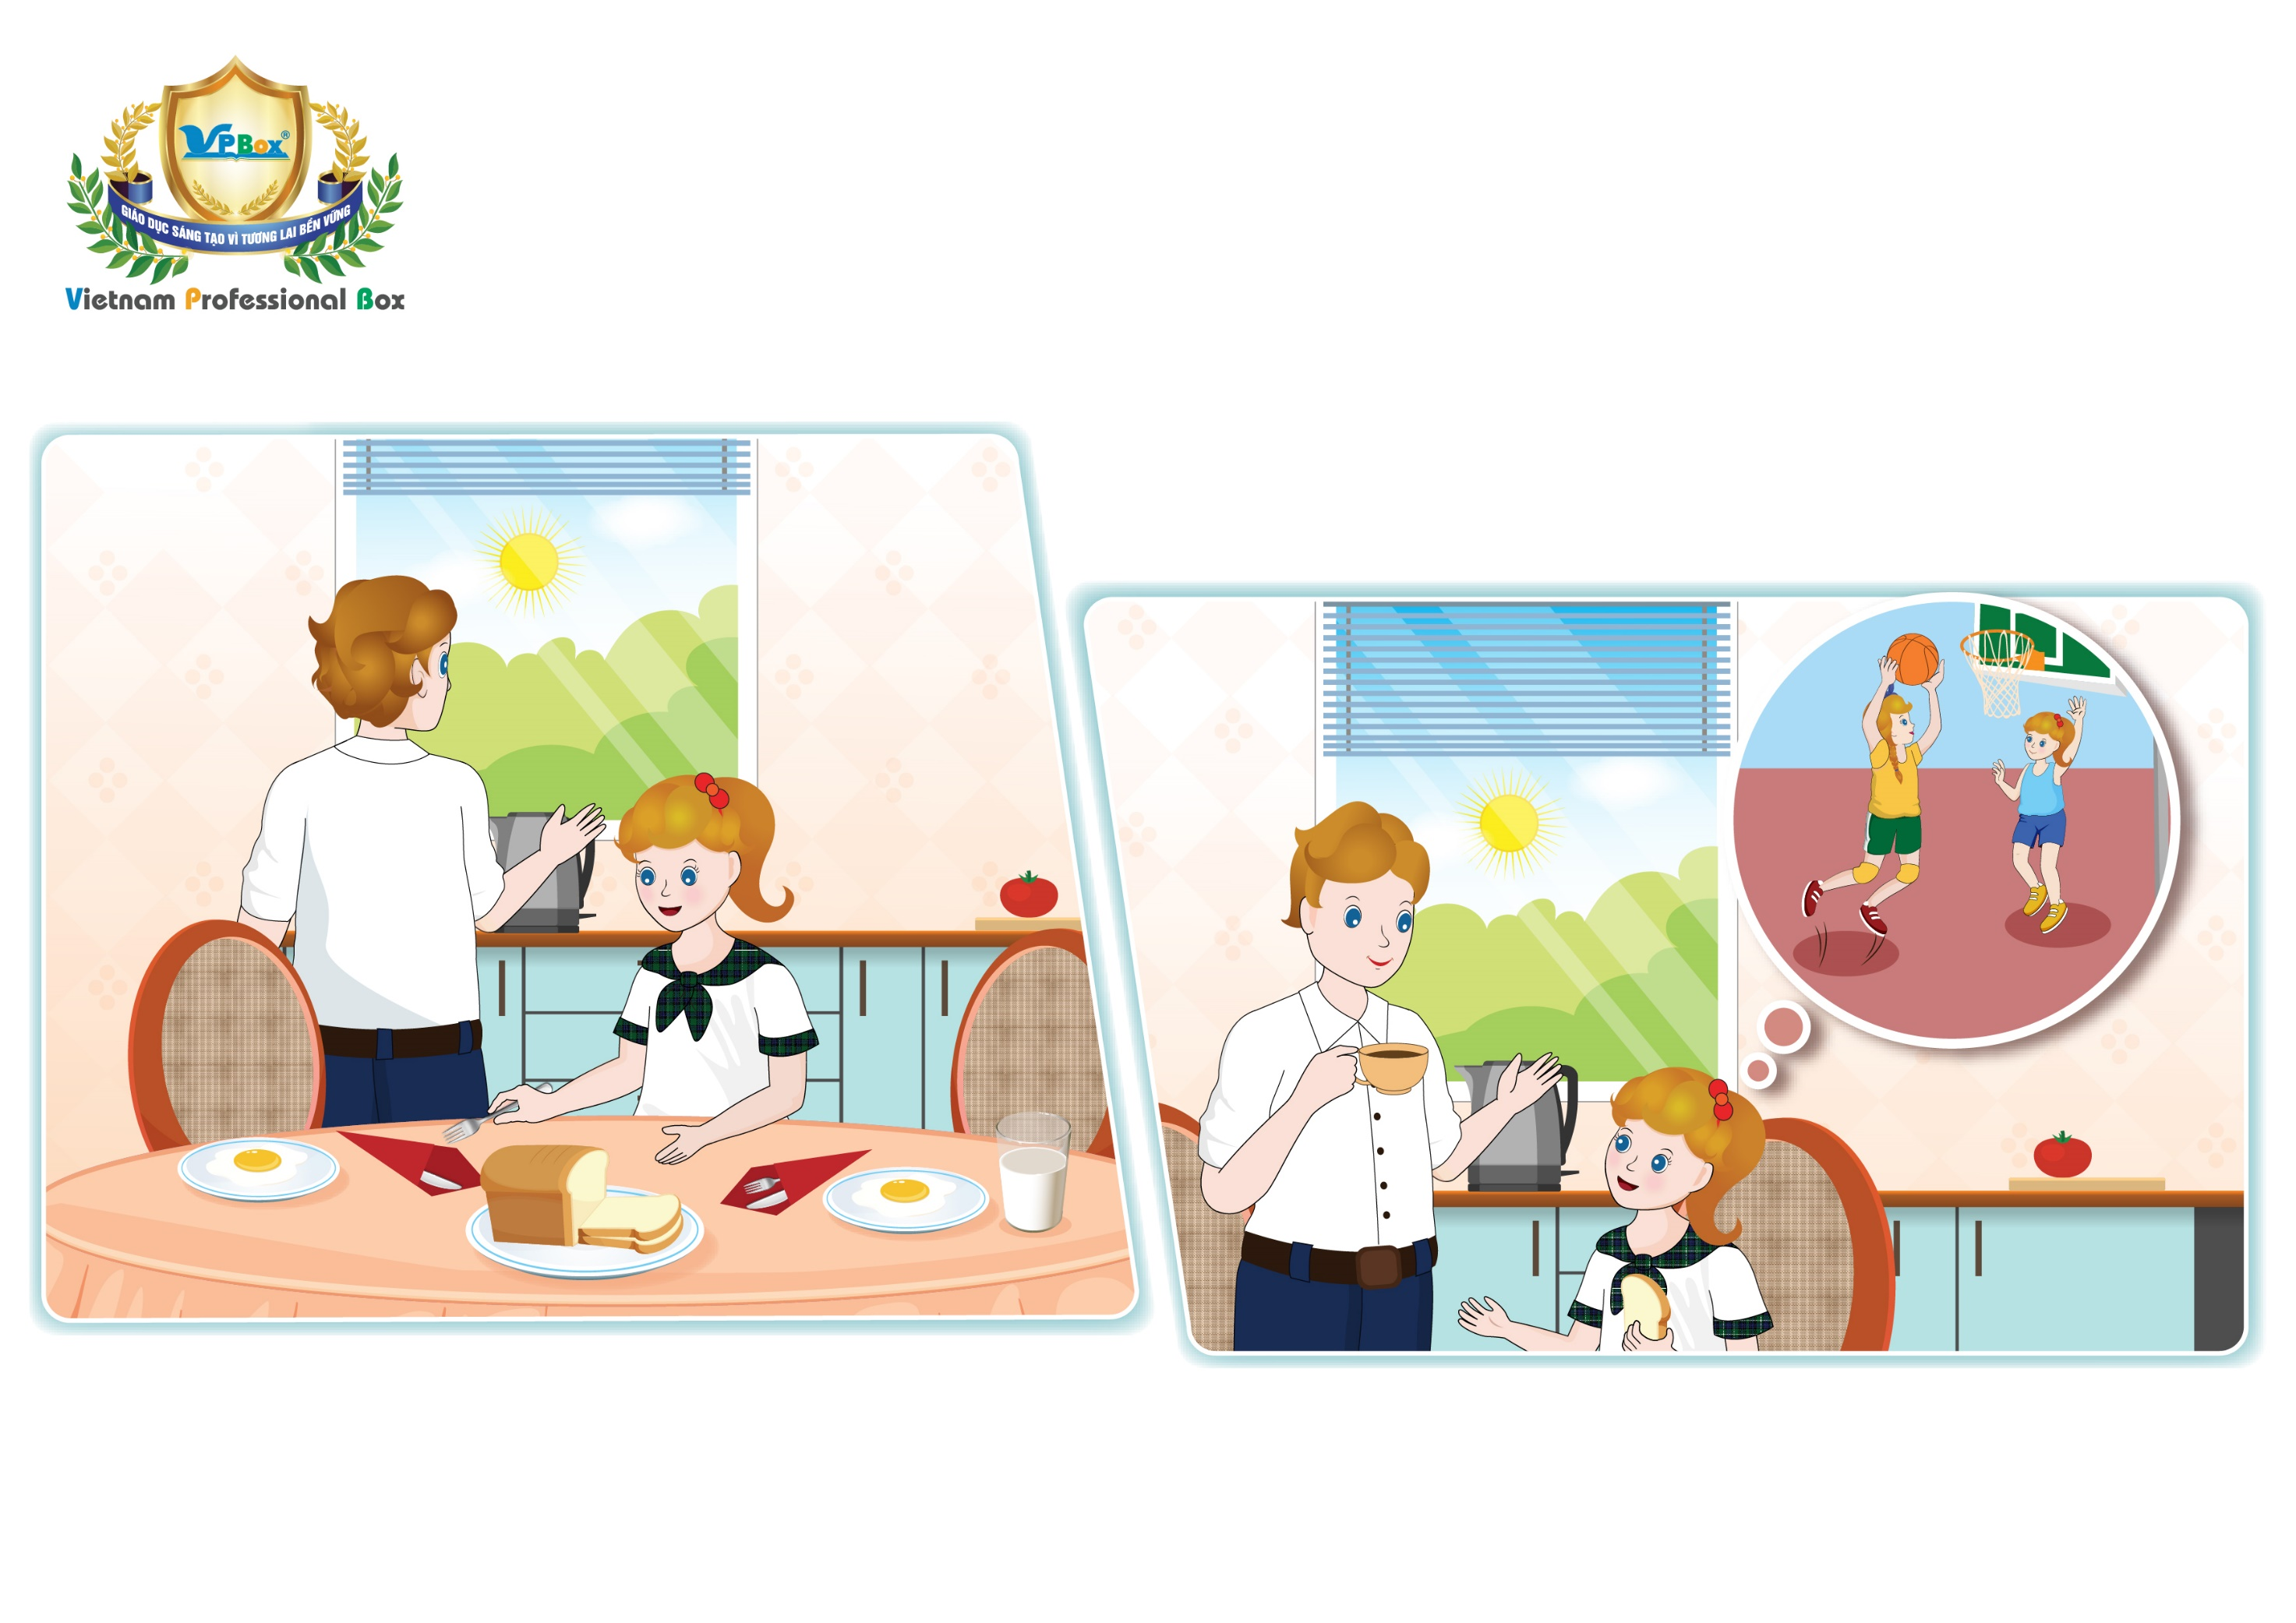 VPBox®
GIÁO DỤC SÁNG TẠO VÌ TƯƠNG LAI BỀN VỮNG
Vietnam Professional Box